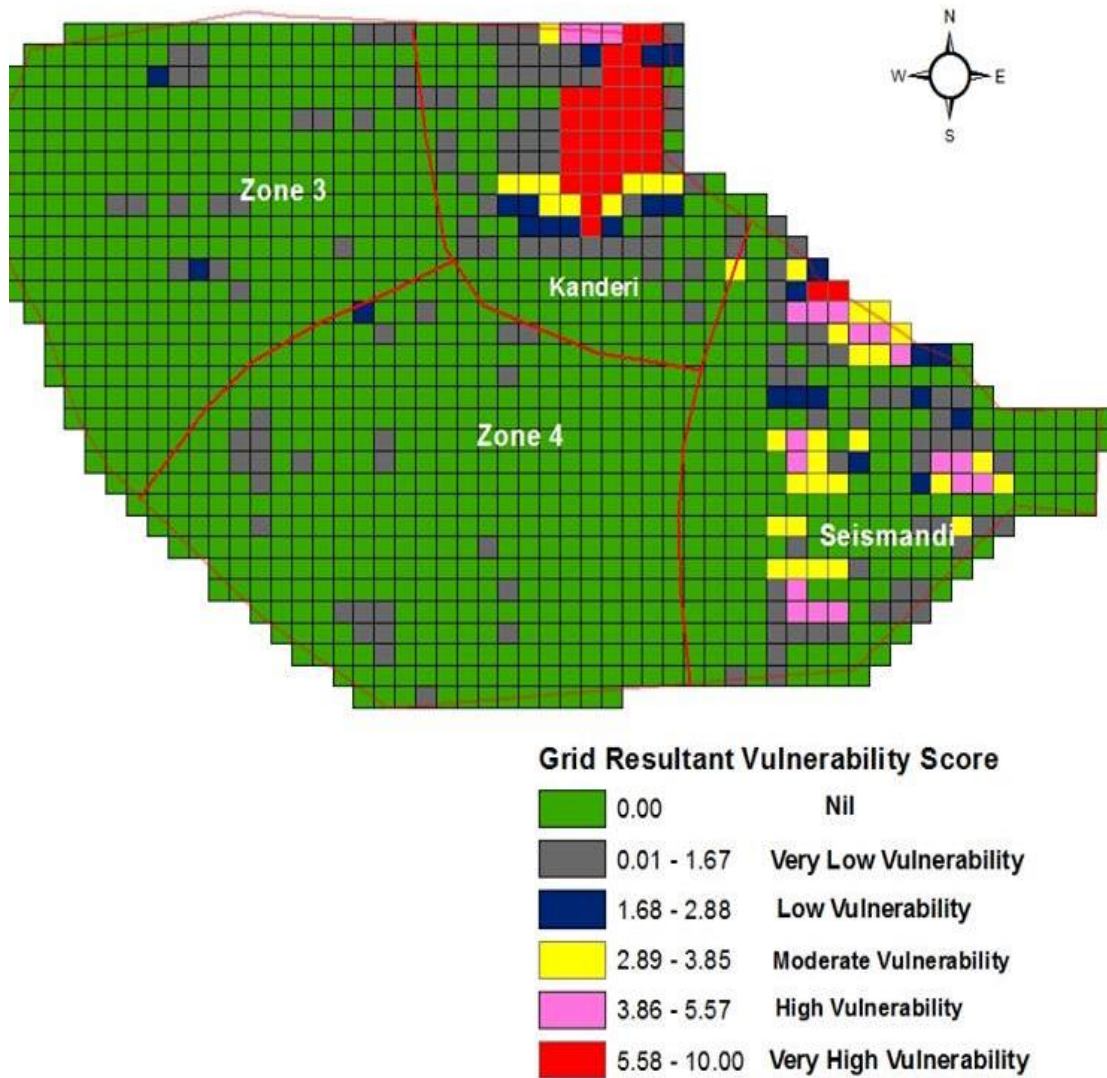 N
W E
S
Zone 3
Kanderi
Zone 4
Seismandi
Grid Resultant Vulnerability Score
0.00 Nil
0.01 - 1.67 Very Low Vulnerability
1.68 - 2.88 Low Vulnerability
2.89 - 3.85 Moderate Vulnerability
3.86 - 5.57 High Vulnerability
5.58 - 10.00 Very High Vulnerability